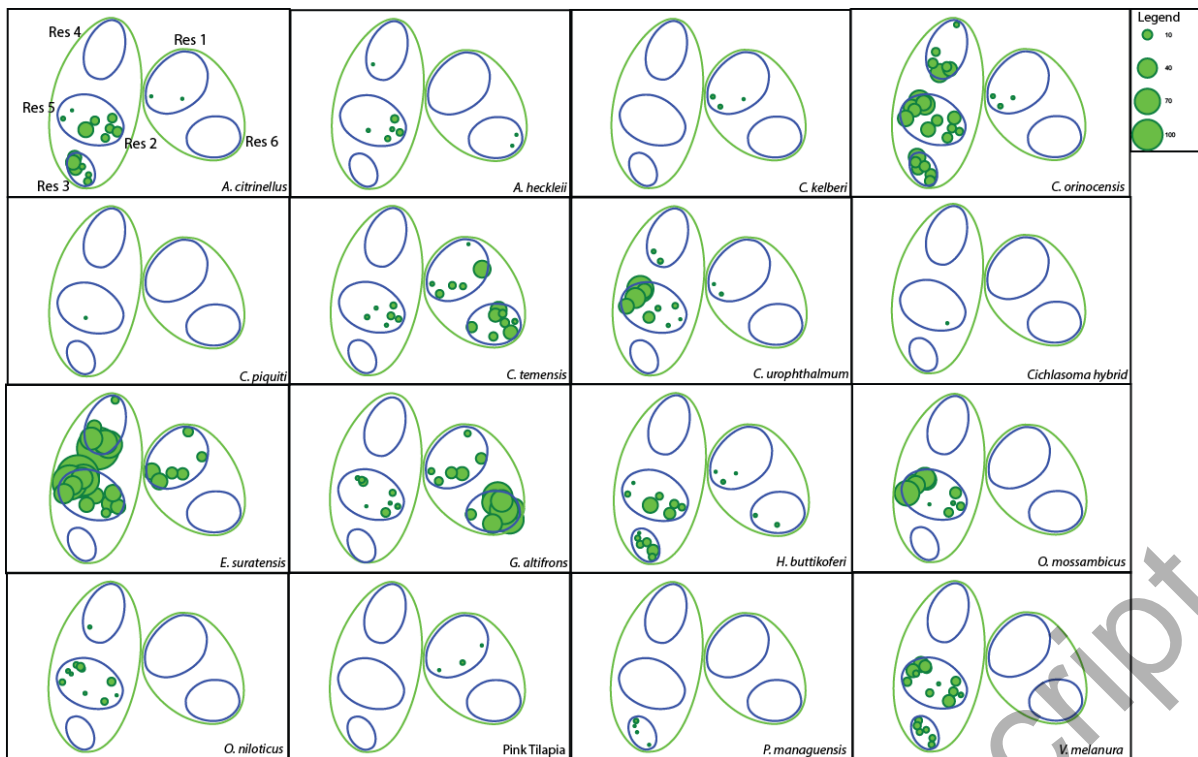 Res 4
Res 1
Res 5
Res 2
Res 6
Res 3
A. citrinellus
A. heckleii
C. kelberi
C. orinocensis
Legend
10
40
70
100
C. piquiti
C. temensis
C. urophthalmum
Cichlasoma hybrid
E. suratensis
G. altifrons
H. buttikoferi
O. mossambicus
O. niloticus
Pink Tilapia
P. managuensis
V. melanura
cript